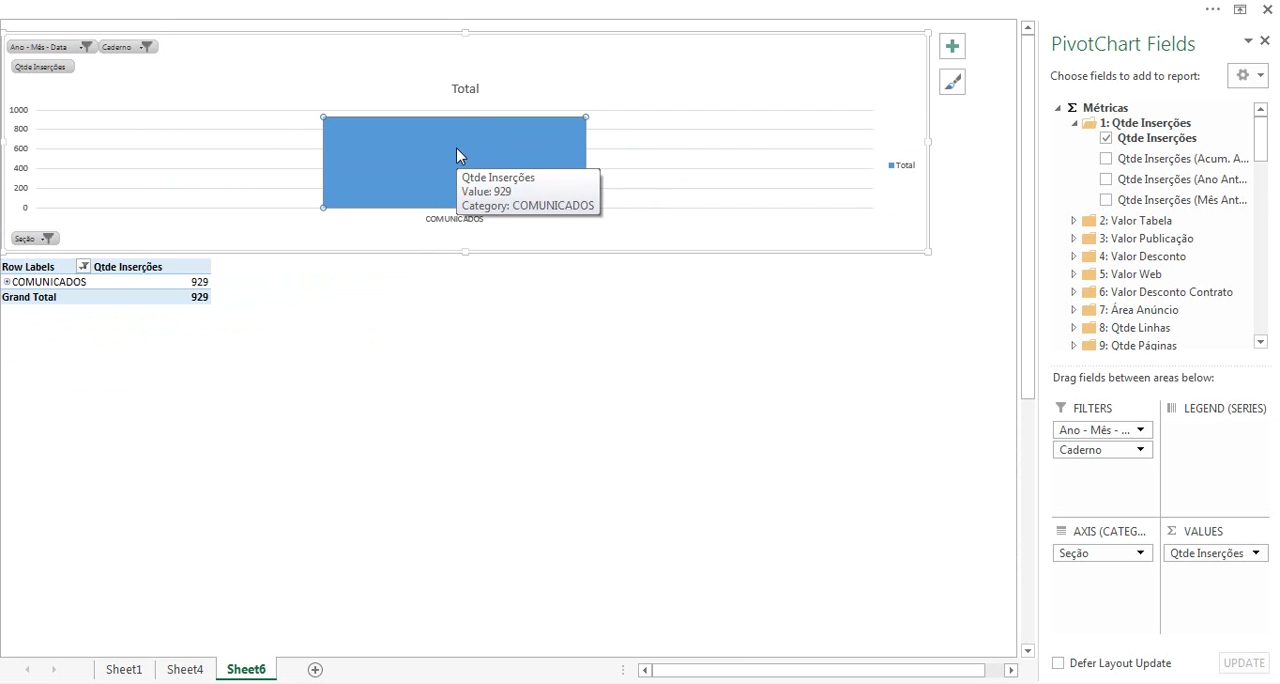 PivotChart Fields
Choose fields to add to report:
Ano - Mês - Data
Caderno
Qtde Inserções
Total
1000
800
600
400
200
0
Total
Qtde Inserções
Value: 929
Category: COMUNICADOS
COMUNICADOS
Seção
Row Labels Qtde Inserções
COMUNICADOS 929
Grand Total 929
Σ Métricas
1: Qtde Inserções
Qtde Inserções
Qtde Inserções (Acum. A...
Qtde Inserções (Ano Ant...
Qtde Inserções (Mês Ant...
2: Valor Tabela
3: Valor Publicação
4: Valor Desconto
5: Valor Web
6: Valor Desconto Contrato
7: Área Anúncio
8: Qtde Linhas
9: Qtde Páginas
Drag fields between areas below:
FILTERS
Ano - Mês - ...
Caderno
LEGEND (SERIES)
AXIS (CATEG...
Seção
Σ VALUES
Qtde Inserções
Defer Layout Update
UPDATE
Sheet1 Sheet4 Sheet6